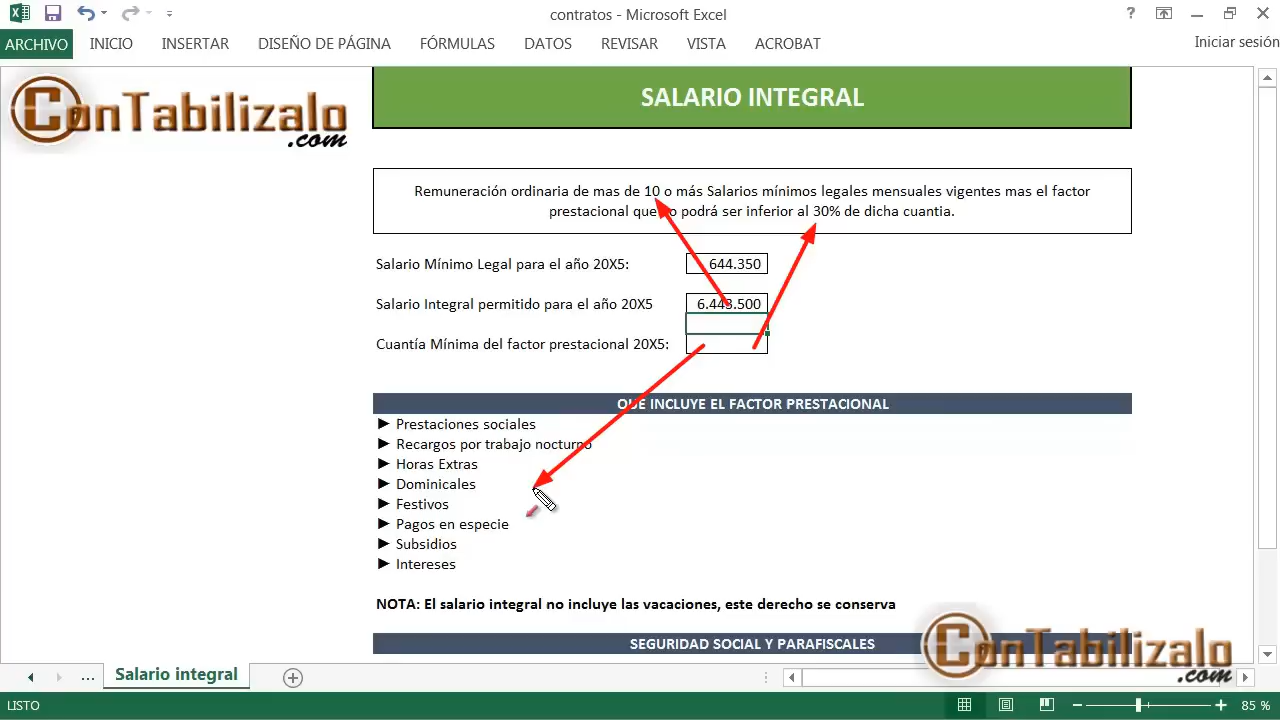 contratos - Microsoft Excel
?
ARCHIVO INICIO INSERTAR DISEÑO DE PÁGINA FÓRMULAS DATOS REVISAR VISTA ACROBAT Iniciar sesión
ConTabilizalo
.com
SALARIO INTEGRAL
Remuneración ordinaria de mas de 10 o más Salarios mínimos legales mensuales vigentes mas el factor
prestacional que no podrá ser inferior al 30% de dicha cuantia.
Salario Mínimo Legal para el año 20X5: 644.350
Salario Integral permitido para el año 20X5 6.443.500
Cuantía Mínima del factor prestacional 20X5:
QUE INCLUYE EL FACTOR PRESTACIONAL
► Prestaciones sociales
► Recargos por trabajo nocturno
► Horas Extras
► Dominicales
► Festivos
► Pagos en especie
► Subsidios
► Intereses
NOTA: El salario integral no incluye las vacaciones, este derecho se conserva
SEGURIDAD SOCIAL Y PARAFISCALES
ConTabilizalo
.com
... Salario integral
LISTO 85 %